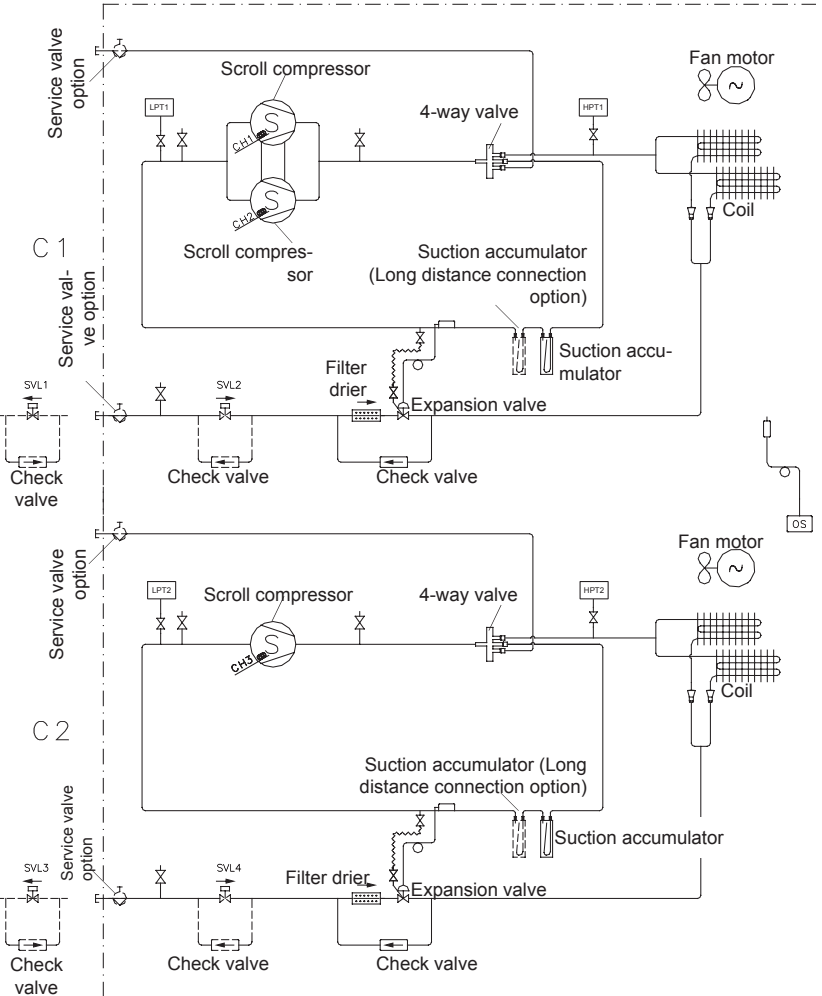 Service valve
option
Scroll compressor
Fan motor
LPT1
4-way valve
HPT1
S
CH1
S
CH2
Coil
C1
Scroll compres-
sor
Suction accumulator
(Long distance connection
option)
Service val-
ve option
Suction accu-
mulator
Filter
drier
SVL1
SVL2
Expansion valve
Check
valve
Check valve
Check valve
OS
Service valve
option
Fan motor
LPT2
Scroll compressor
4-way valve
HPT2
S
CH3
Coil
C2
Suction accumulator (Long
distance connection option)
Service valve
option
Suction accumulator
SVL3
SVL4
Filter drier
Expansion valve
Check
valve
Check valve
Check valve